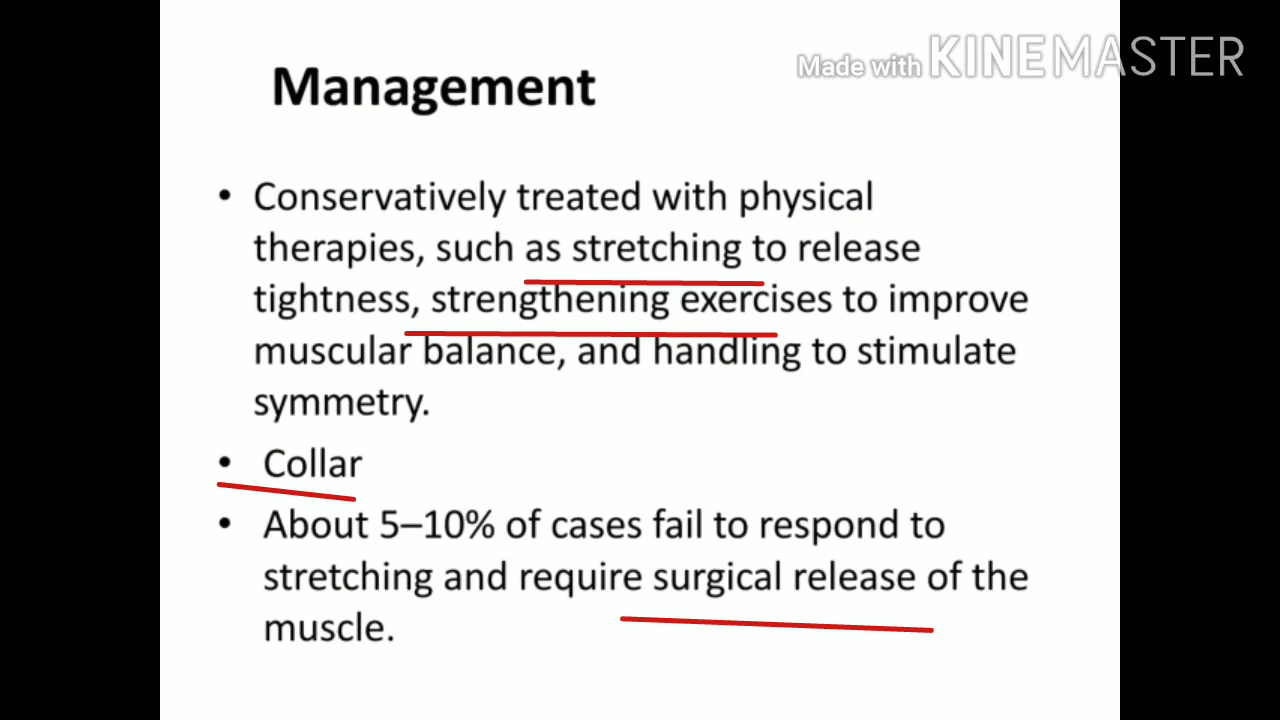 Made with KINEMASTER
Management
• Conservatively treated with physical
therapies, such as stretching to release
tightness, strengthening exercises to improve
muscular balance, and handling to stimulate
symmetry.
• Collar
• About 5–10% of cases fail to respond to
stretching and require surgical release of the
muscle.